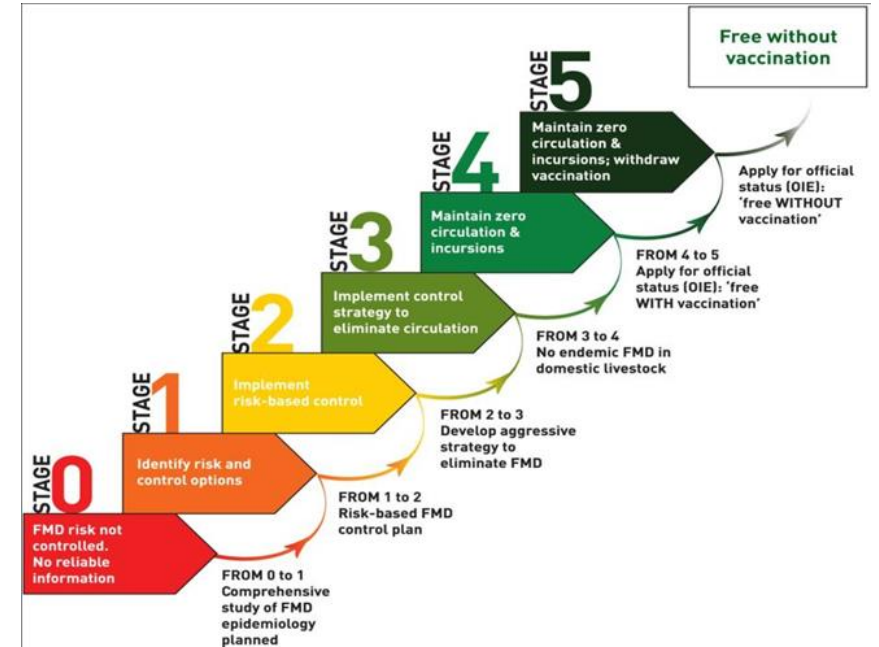 Free without
vaccination
STAGE
5
Maintain zero
circulation &
incursions; withdraw
vaccination
Apply for official
status (OIE):
‘free WITHOUT
vaccination’
STAGE
4
Maintain zero
circulation &
incursions
FROM 4 to 5
Apply for official
status (OIE): ‘free
WITH vaccination’
STAGE
3
Implement control
strategy to
eliminate circulation
FROM 3 to 4
No endemic FMD in
domestic livestock
STAGE
2
Implement
risk-based control
FROM 2 to 3
Develop aggressive
strategy to
eliminate FMD
STAGE
1
Identify risk and
control options
FROM 1 to 2
Risk-based FMD
control plan
STAGE
0
FMD risk not
controlled.
No reliable
information
FROM 0 to 1
Comprehensive
study of FMD
epidemiology
planned